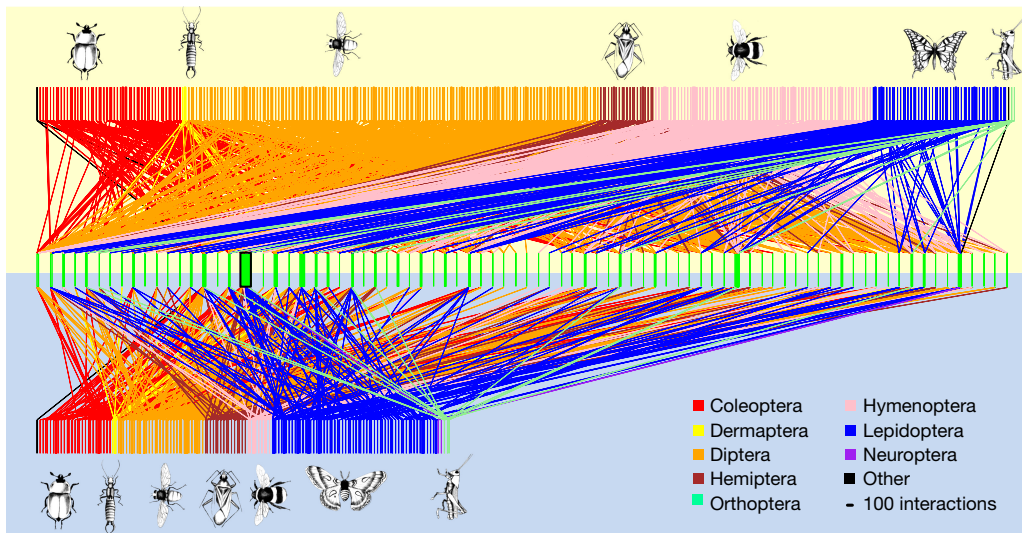 Coleoptera
Dermaptera
Diptera
Hemiptera
Orthoptera
Hymenoptera
Lepidoptera
Neuroptera
Other
100 interactions